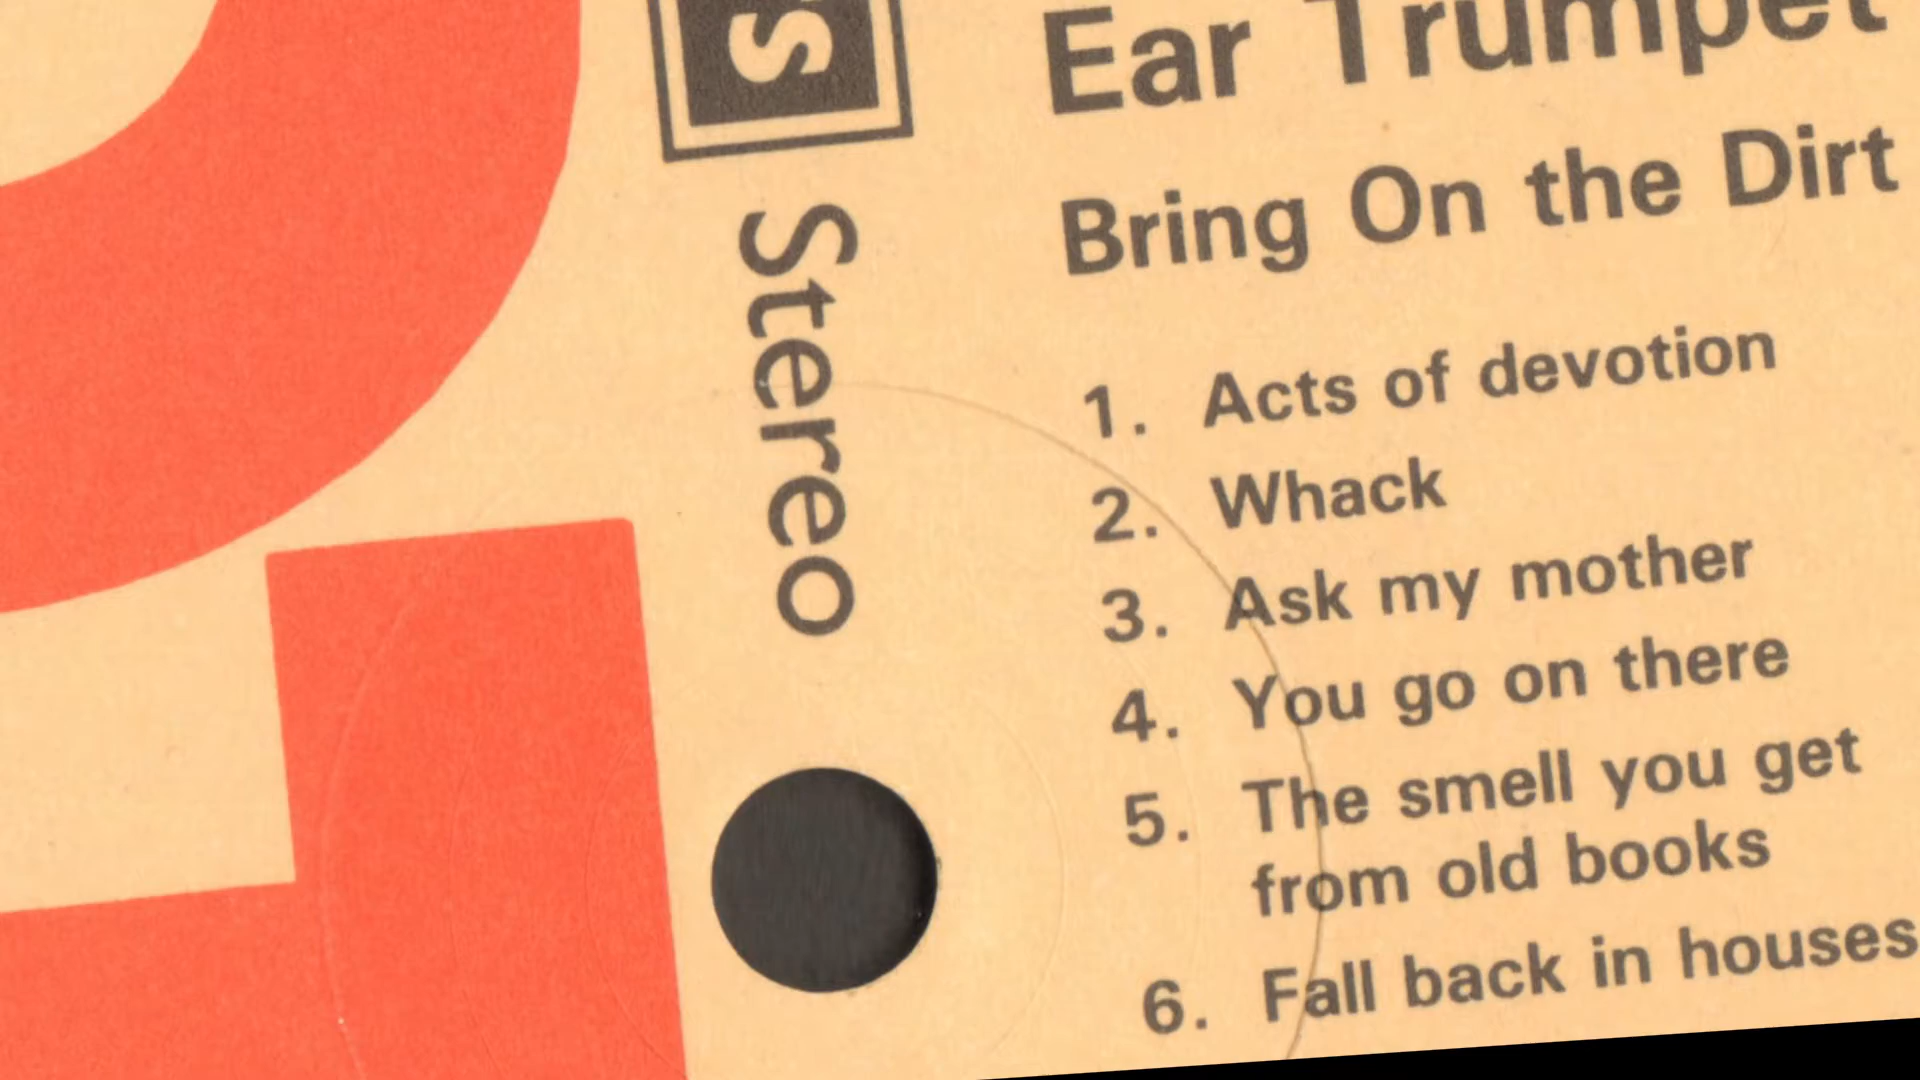 s
Stereo
Ear Trumpet
Bring On the Dirt
1. Acts of devotion
2. Whack
3. Ask my mother
4. You go on there
5. The smell you get
from old books
6. Fall back in houses